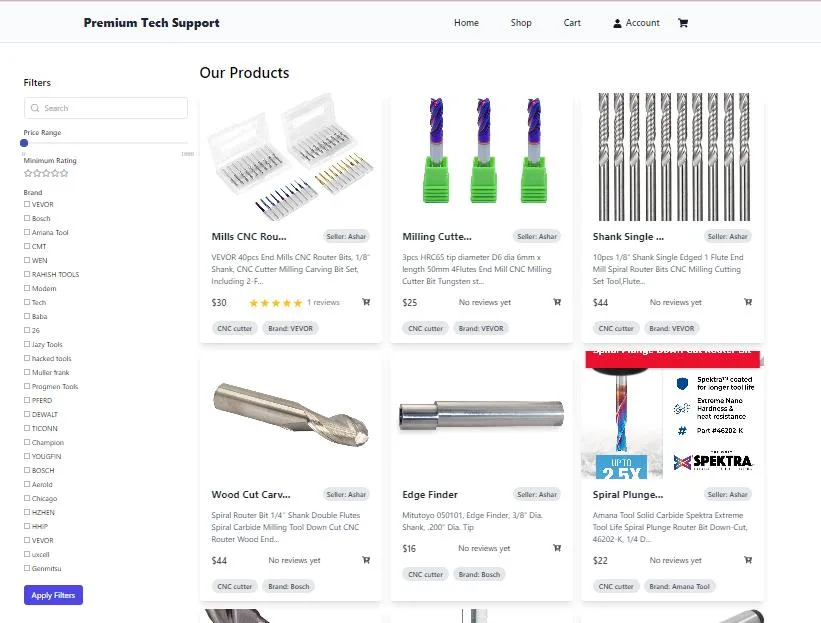 Premium Tech Support
Home
Shop
Cart
Account
Filters
Search
Price Range
0
1000
Minimum Rating
Brand
VEVOR
Bosch
Amana Tool
CMT
WEN
RAHISH TOOLS
Modern
Tech
Baba
26
Jazy Tools
hacked tools
Muller frank
Progmen Tools
PFERD
DEWALT
TICONN
Champion
YOUGFIN
BOSCH
Aerold
Chicago
HZHEN
HHIP
VEVOR
uxcell
Genmitsu
Apply Filters
Our Products
Mills CNC Rou...
Seller: Ashar
VEVOR 40pcs End Mills CNC Router Bits, 1/8"
Shank, CNC Cutter Milling Carving Bit Set,
Including 2-F...
$30
1 reviews
CNC cutter
Brand: VEVOR
Milling Cutte...
Seller: Ashar
3pcs HRC65 tip diameter D6 dia 6mm x
length 50mm 4Flutes End Mill CNC Milling
Cutter Bit Tungsten st...
$25
No reviews yet
CNC cutter
Brand: VEVOR
Shank Single ...
Seller: Ashar
10pcs 1/8" Shank Single Edged 1 Flute End
Mill Spiral Router Bits CNC Milling Cutting
Set Tool,Flute...
$44
No reviews yet
CNC cutter
Brand: VEVOR
Wood Cut Carv...
Seller: Ashar
Spiral Router Bit 1/4" Shank Double Flutes
Spiral Carbide Milling Tool Down Cut CNC
Router Wood End...
$44
No reviews yet
CNC cutter
Brand: Bosch
Edge Finder
Seller: Ashar
Mitutoyo 050101, Edge Finder, 3/8" Dia.
Shank, .200" Dia. Tip
$16
No reviews yet
CNC cutter
Brand: Bosch
Spiral Plunge Down Cut Router Bit
Spektra™ coated
for longer tool life
Extreme Nano
Hardness &
heat resistance
Part #46202-K
UP TO
2.5X
SPEKTRA
Spiral Plunge...
Seller: Ashar
Amana Tool Solid Carbide Spektra Extreme
Tool Life Spiral Plunge Router Bit Down-Cut,
46202-K, 1/4 D...
$22
No reviews yet
CNC cutter
Brand: Amana Tool